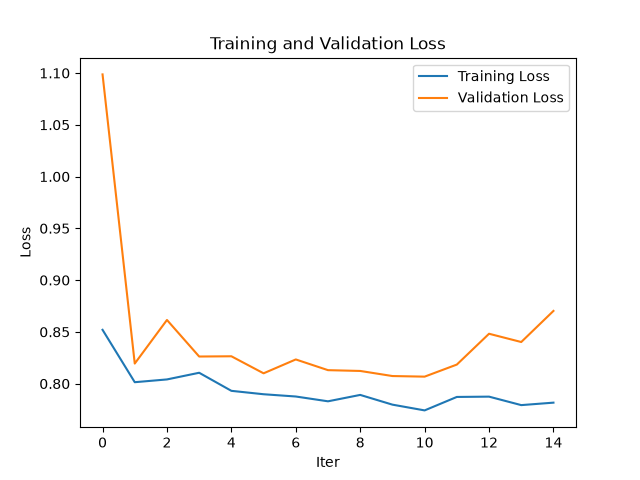 Training and Validation Loss
Training Loss
Validation Loss
1.10
1.05
1.00
0.95
0.90
0.85
0.80
Loss
0 2 4 6 8 10 12 14
Iter